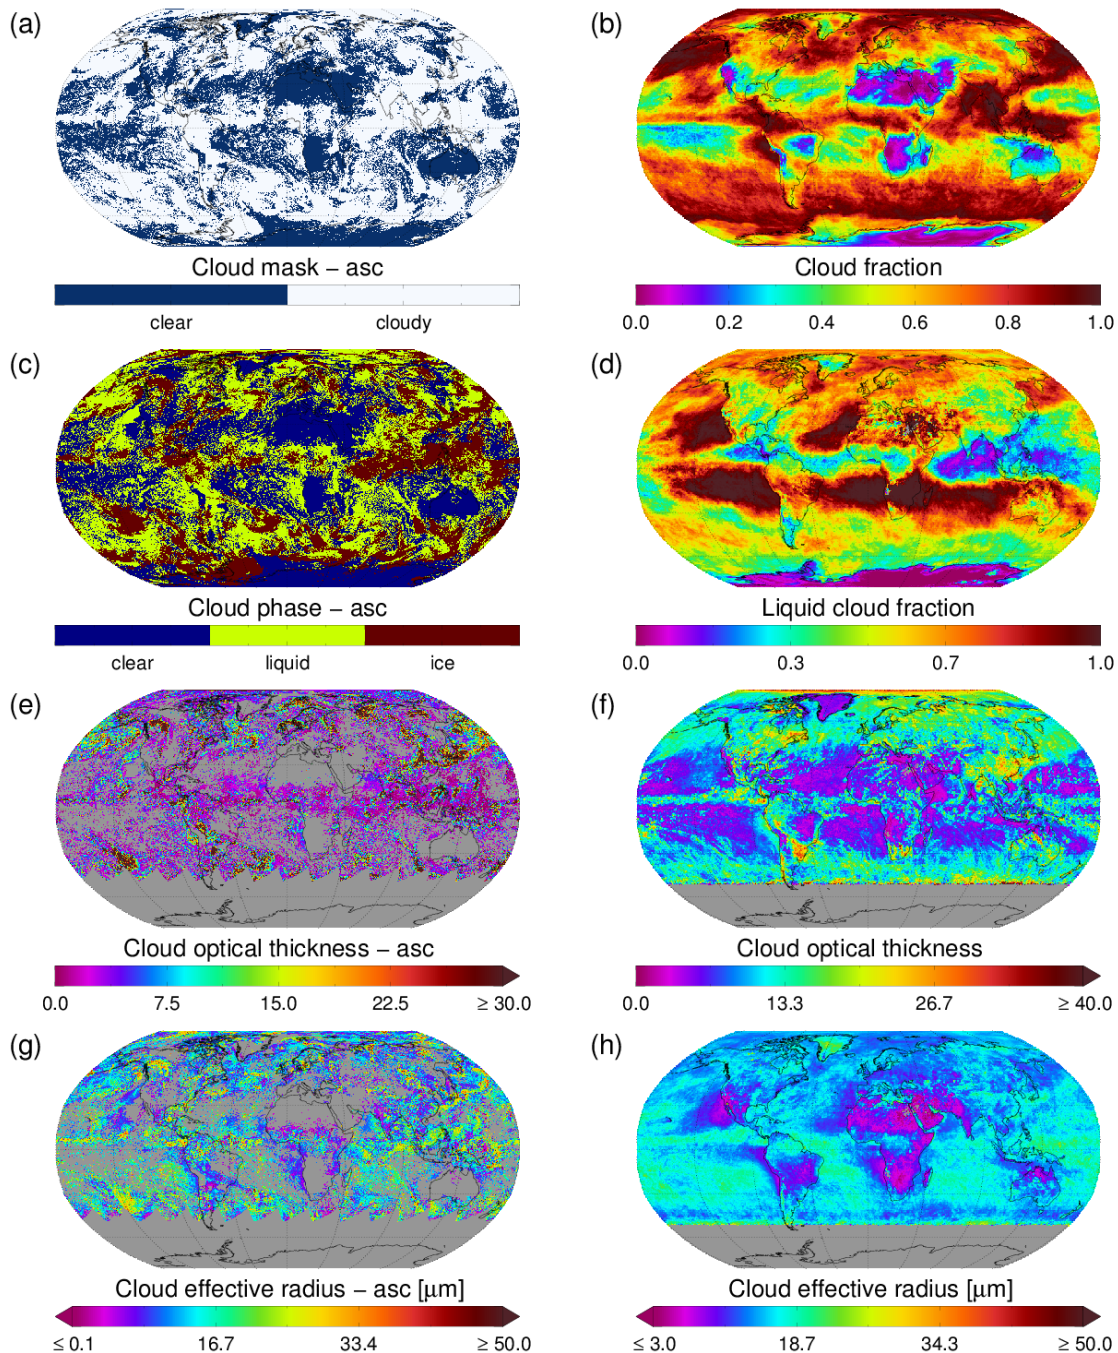 (a)
(b)
Cloud mask – asc
clear cloudy
Cloud fraction
0.0 0.2 0.4 0.6 0.8 1.0
(c)
(d)
Cloud phase – asc
clear liquid ice
Liquid cloud fraction
0.0 0.3 0.7 1.0
(e)
(f)
Cloud optical thickness – asc
0.0 7.5 15.0 22.5 ≥ 30.0
Cloud optical thickness
0.0 13.3 26.7 ≥ 40.0
(g)
(h)
Cloud effective radius – asc [μm]
≤ 0.1 16.7 33.4 ≥ 50.0
Cloud effective radius [μm]
≤ 3.0 18.7 34.3 ≥ 50.0